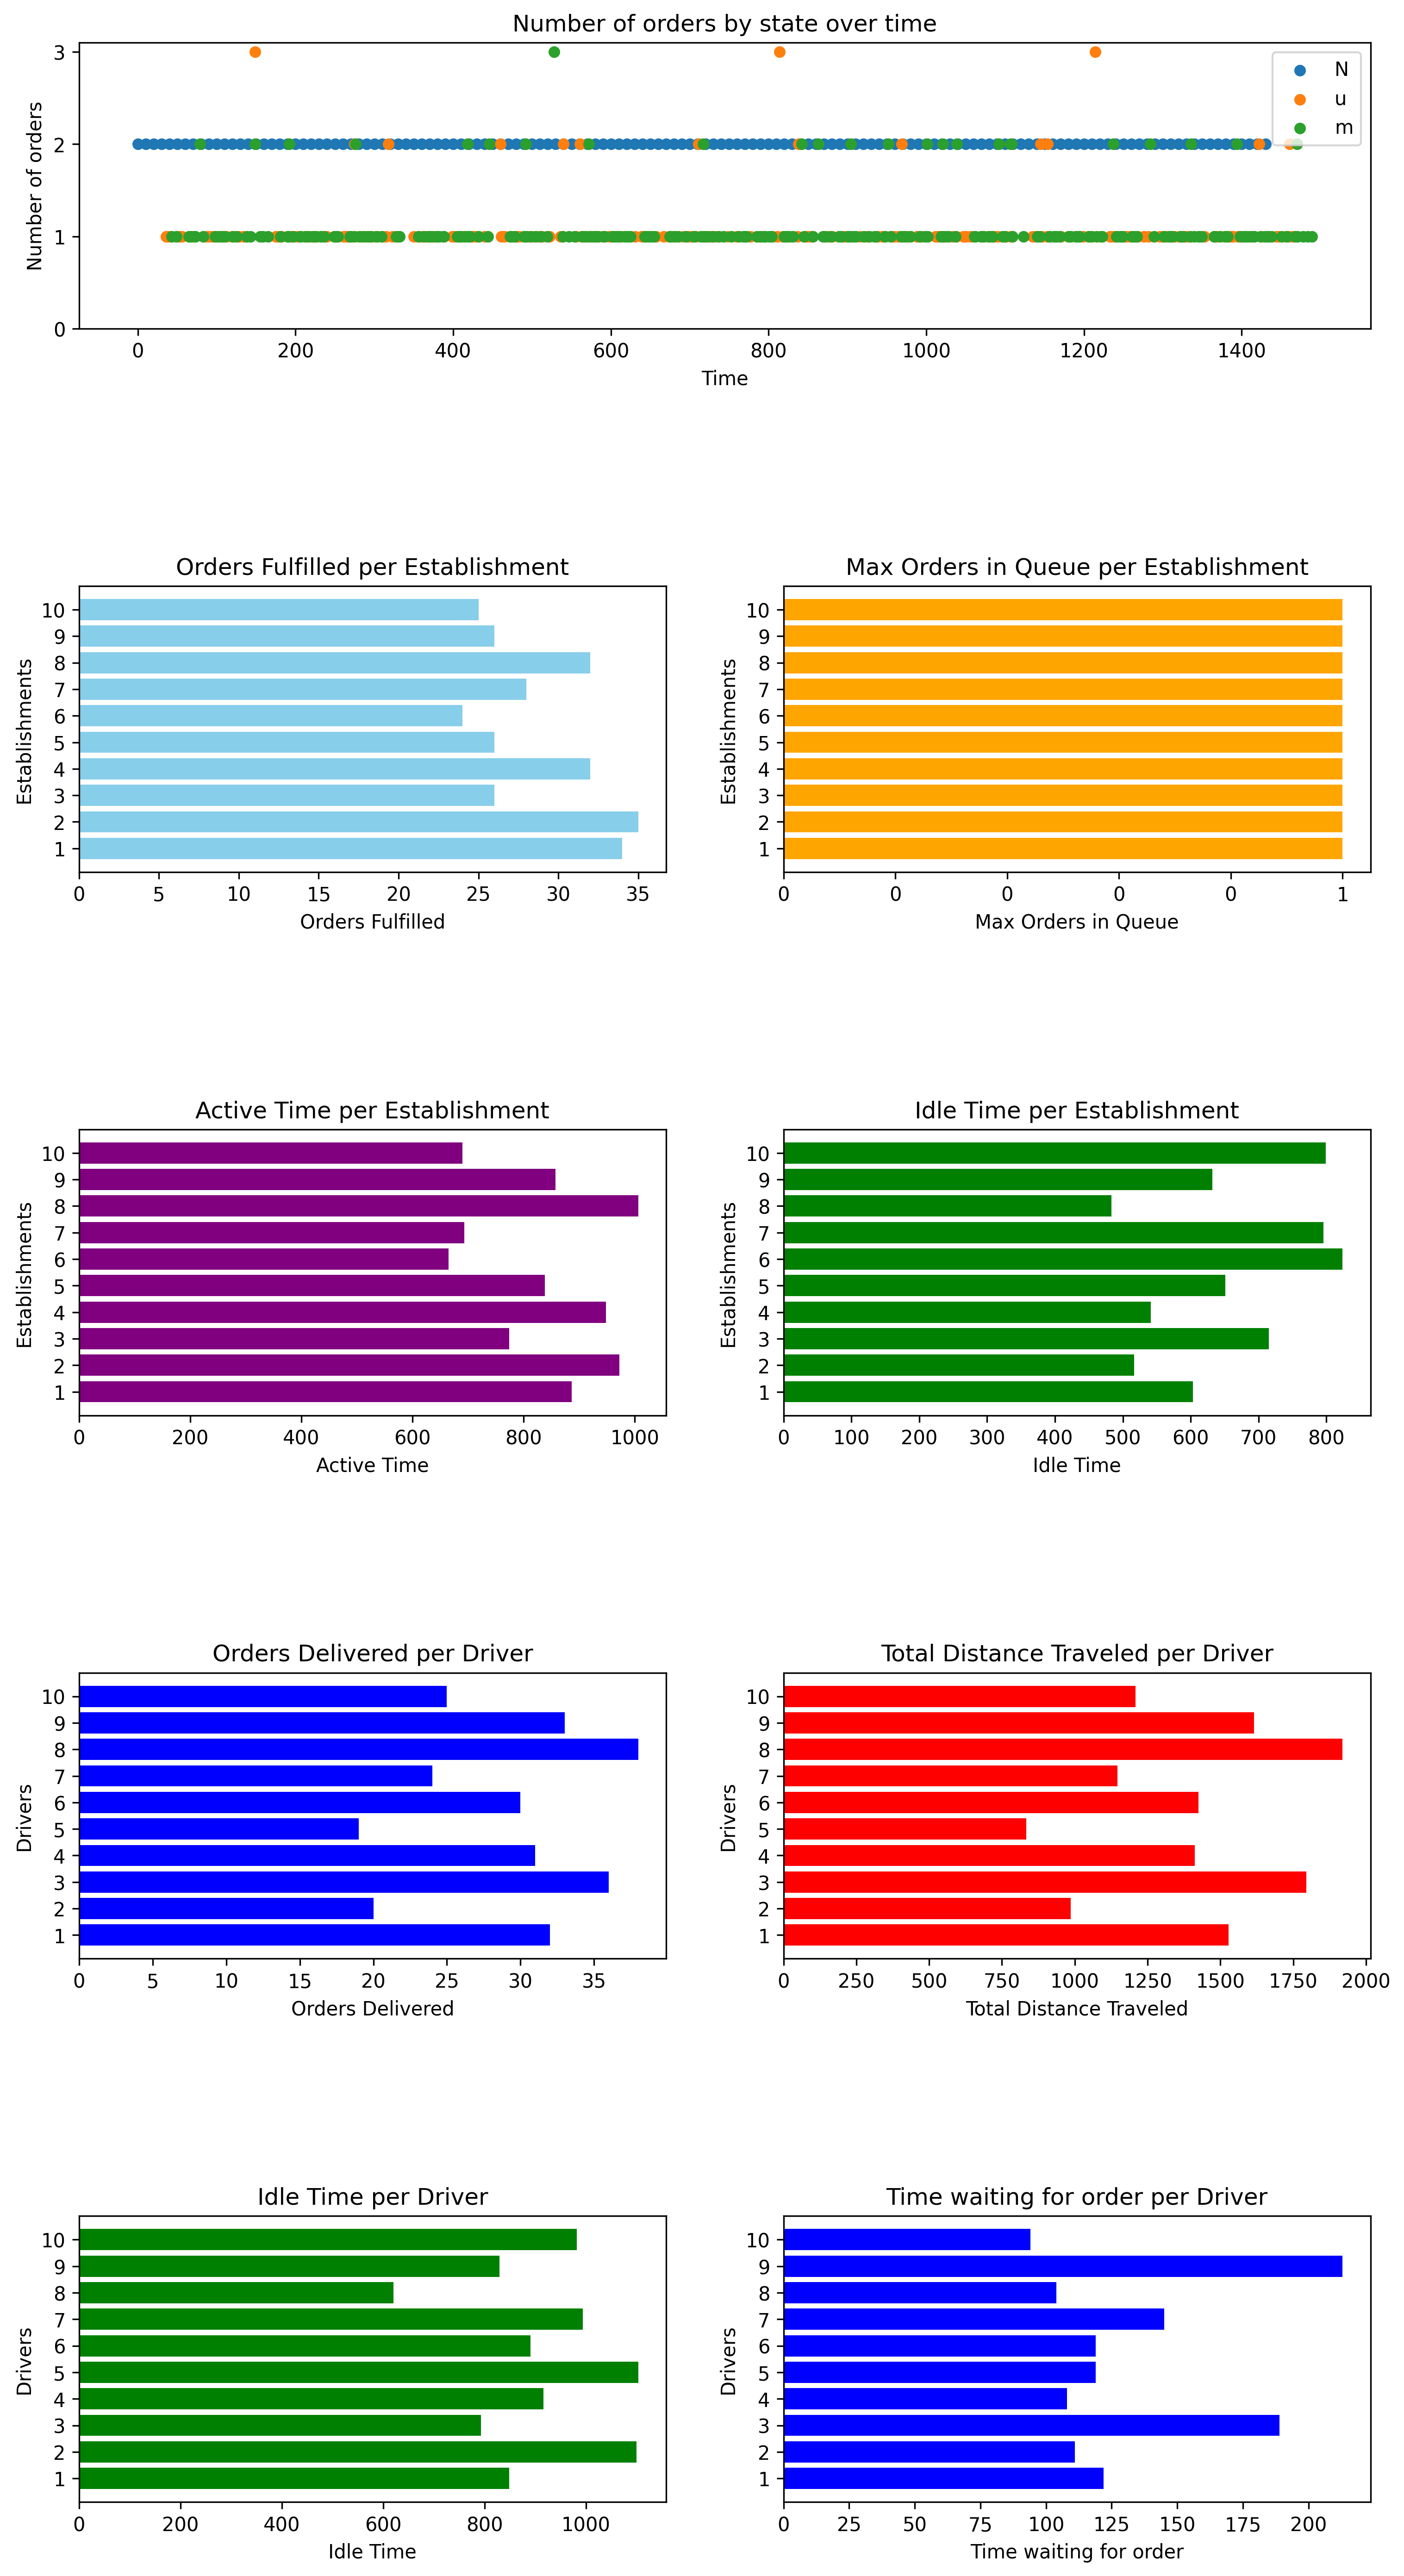 Number of orders by state over time
3
2
1
0
Number of orders
N
u
m
0 200 400 600 800 1000 1200 1400
Time
Orders Fulfilled per Establishment
10
9
8
7
6
5
4
3
2
1
Establishments
0 5 10 15 20 25 30 35
Orders Fulfilled
Max Orders in Queue per Establishment
10
9
8
7
6
5
4
3
2
1
Establishments
0 0 0 0 0 1
Max Orders in Queue
Active Time per Establishment
10
9
8
7
6
5
4
3
2
1
Establishments
0 200 400 600 800 1000
Active Time
Idle Time per Establishment
10
9
8
7
6
5
4
3
2
1
Establishments
0 100 200 300 400 500 600 700 800
Idle Time
Orders Delivered per Driver
10
9
8
7
6
5
4
3
2
1
Drivers
0 5 10 15 20 25 30 35
Orders Delivered
Total Distance Traveled per Driver
10
9
8
7
6
5
4
3
2
1
Drivers
0 250 500 750 1000 1250 1500 1750 2000
Total Distance Traveled
Idle Time per Driver
10
9
8
7
6
5
4
3
2
1
Drivers
0 200 400 600 800 1000
Idle Time
Time waiting for order per Driver
10
9
8
7
6
5
4
3
2
1
Drivers
0 25 50 75 100 125 150 175 200
Time waiting for order